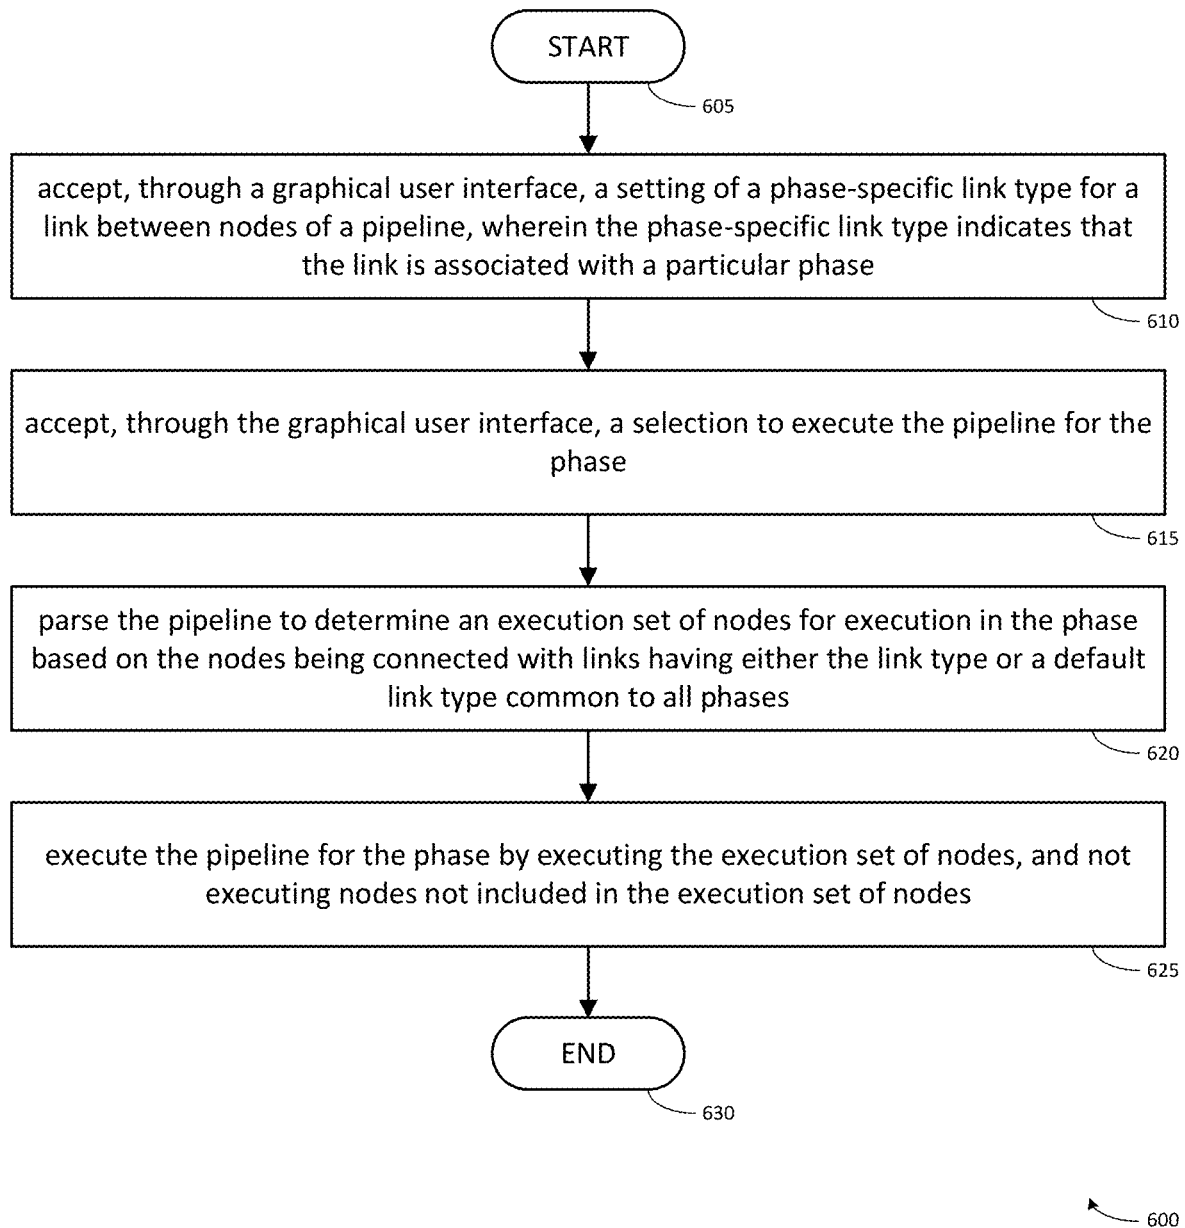 START
605
accept, through a graphical user interface, a setting of a phase-specific link type for a
link between nodes of a pipeline, wherein the phase-specific link type indicates that
the link is associated with a particular phase
610
accept, through the graphical user interface, a selection to execute the pipeline for the
phase
615
parse the pipeline to determine an execution set of nodes for execution in the phase
based on the nodes being connected with links having either the link type or a default
link type common to all phases
620
execute the pipeline for the phase by executing the execution set of nodes, and not
executing nodes not included in the execution set of nodes
625
END
630
600